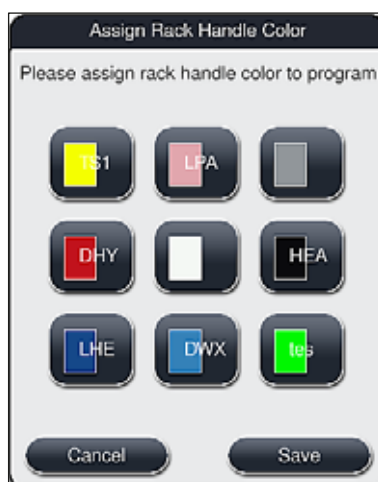 Assign Rack Handle Color
Please assign rack handle color to program
TS1 LPA
DHY HEA
LHE DWX tes
Cancel Save